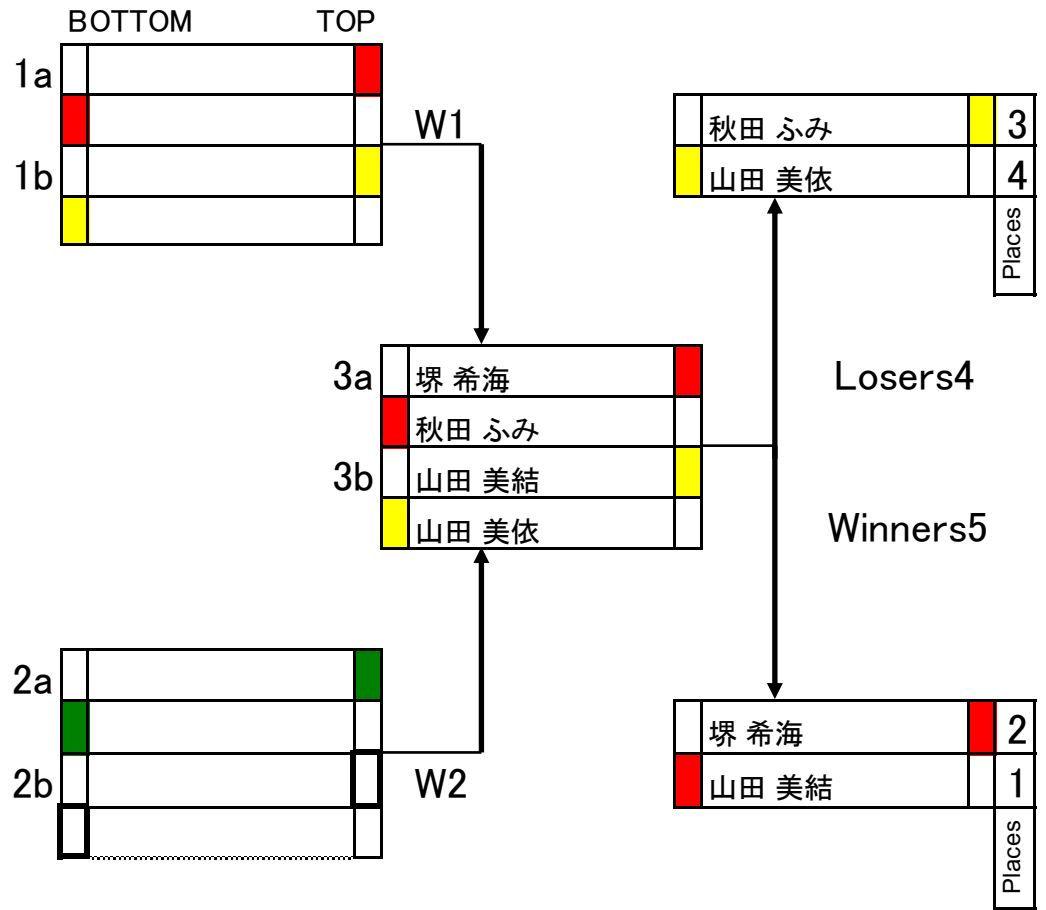 BOTTOM TOP
1a
W1
1b
秋田 ふみ 3
山田 美依 4
Places
3a 堺 希海
秋田 ふみ
3b 山田 美結
山田 美依
Losers4
Winners5
2a
2b W2
堺 希海 2
山田 美結 1
Places